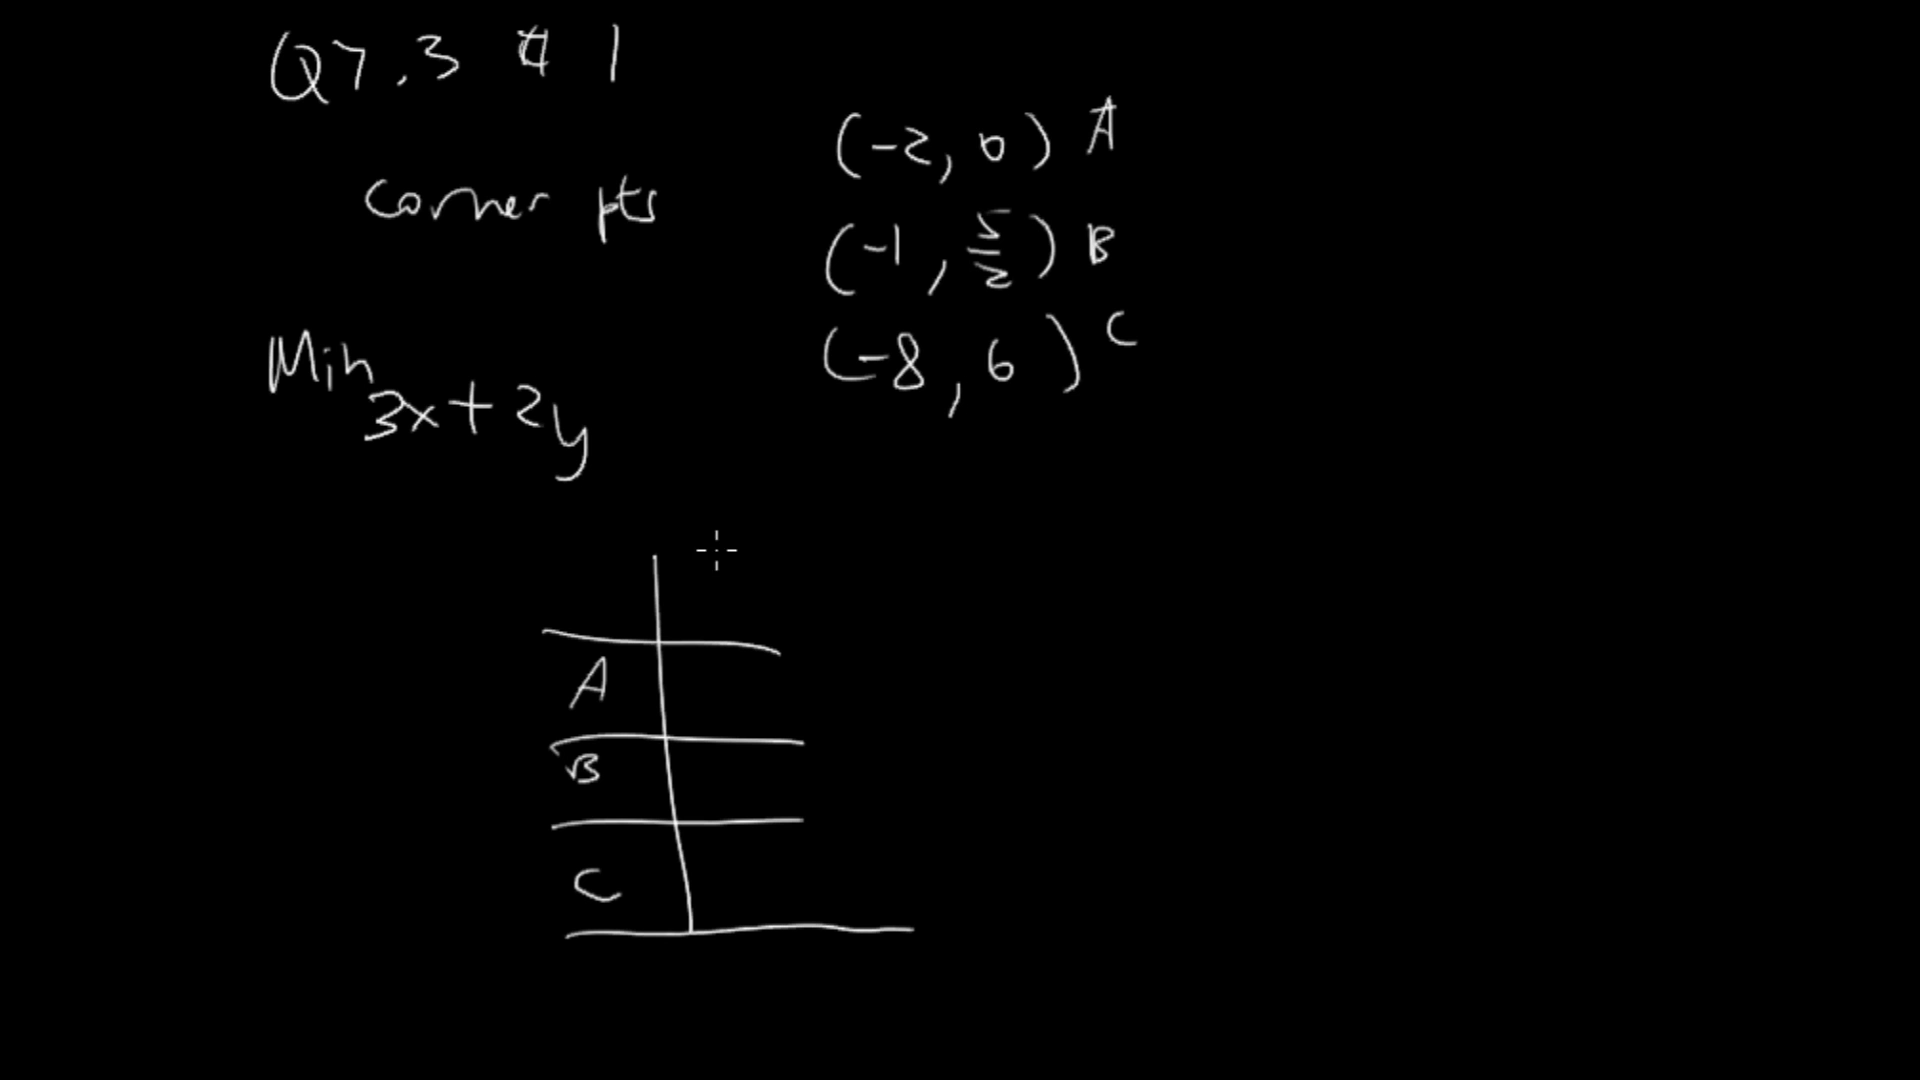 Q7.3 # 1
(-2, 0) A
corner pts
(-1, 5/2) B
(-8, 6) C
Min
3x+2y
A
B
C